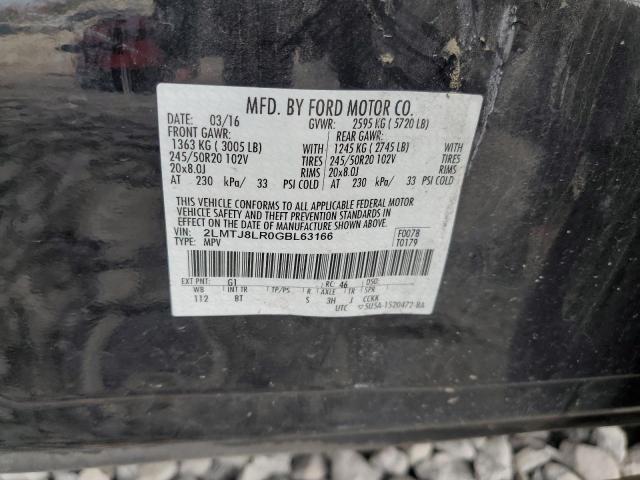 MFD. BY FORD MOTOR CO.
DATE: 03/16 GVWR: 2595 KG ( 5720 LB)
FRONT GAWR: REAR GAWR:
1363 KG ( 3005 LB) WITH 1245 KG ( 2745 LB) WITH
245/50R20 102V TIRES 245/50R20 102V TIRES
20x8.0J RIMS 20x8.0J RIMS
AT 230 kPa/ 33 PSI COLD AT 230 kPa/ 33 PSI COLD
THIS VEHICLE CONFORMS TO ALL APPLICABLE FEDERAL MOTOR
VEHICLE SAFETY AND THEFT PREVENTION STANDARDS IN EFFECT
ON THE DATE OF MANUFACTURE SHOWN ABOVE.
VIN: 2LMTJ8LR0GBL63166 F0078
TYPE: MPV T0179
EXT PNT: G1 RC: 46 DSO:
WB INT TR TP/PS R AXLE TR SPR
112 8T S 3H J CCKK
UTC 5U5A-1520472-BA